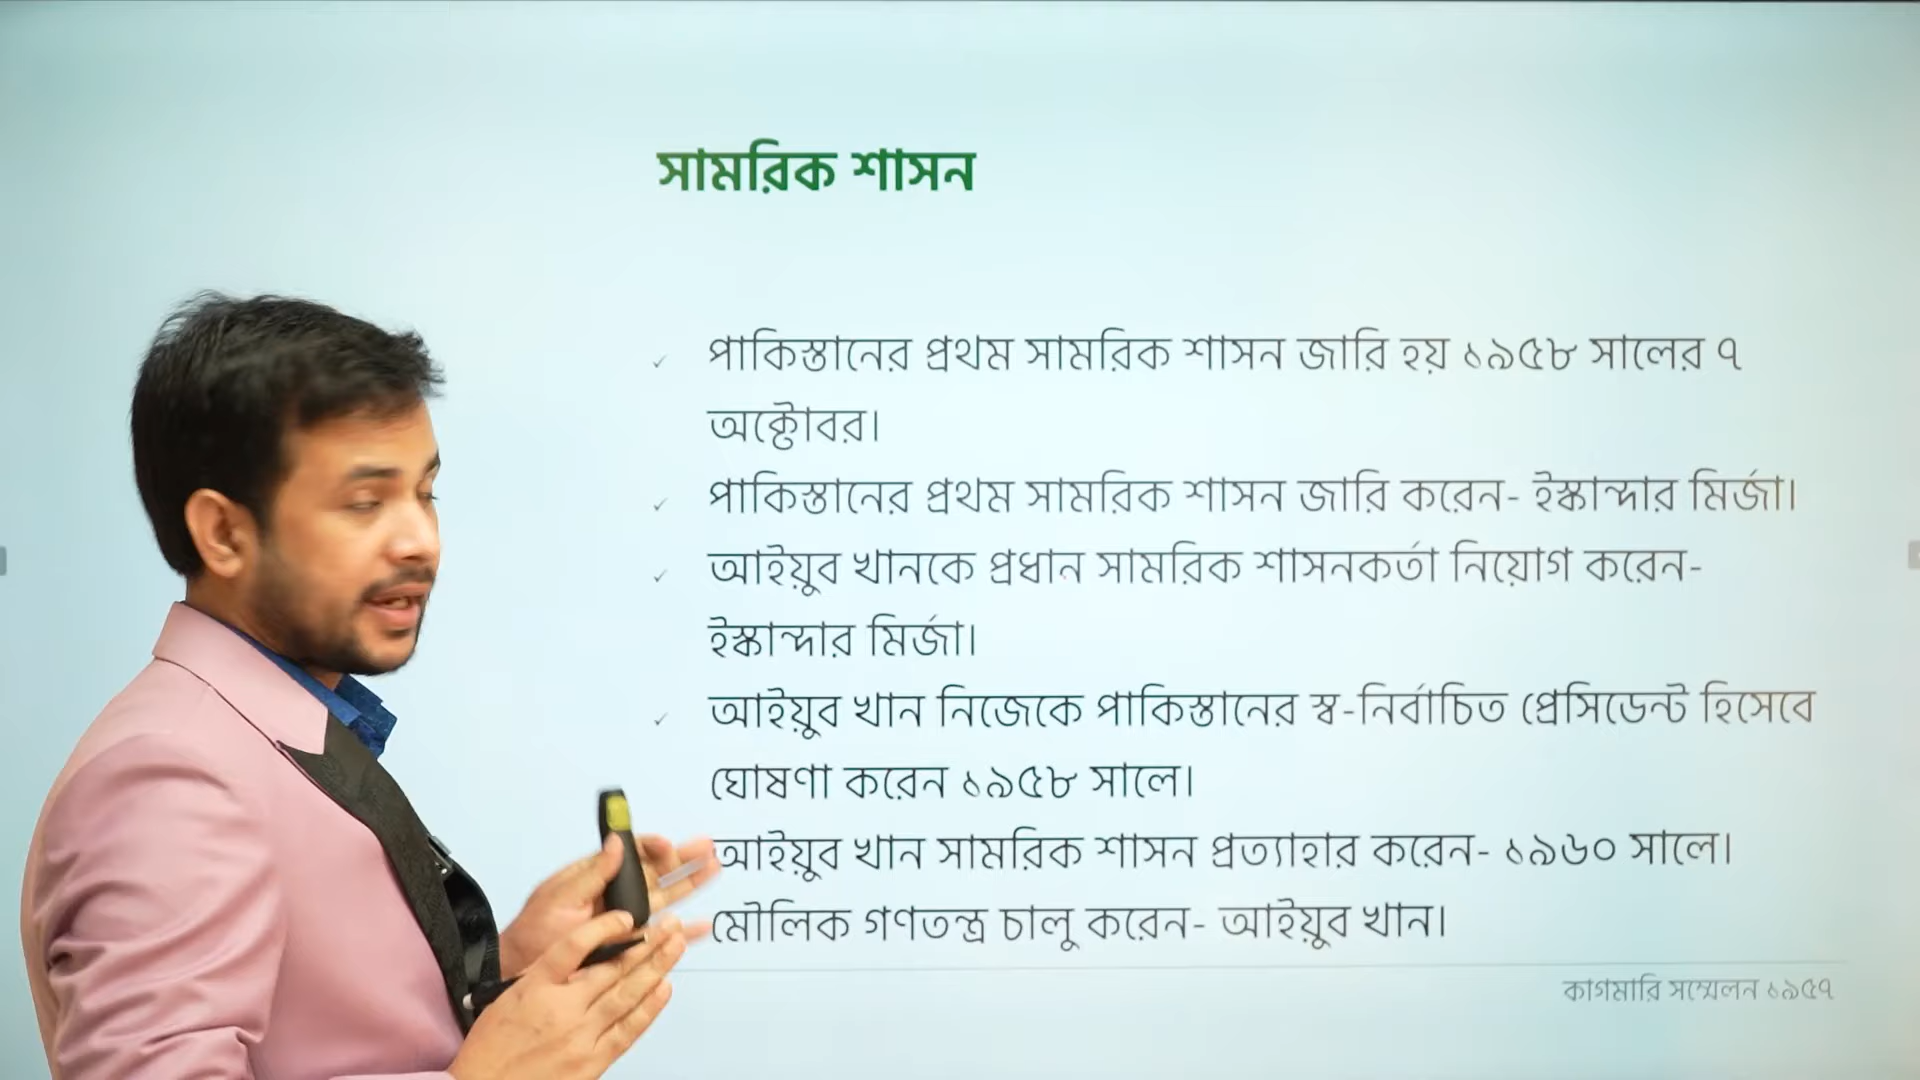 সামরিক শাসন
পাকিস্তানের প্রথম সামরিক শাসন জারি হয় ১৯৫৮ সালের ৭
অক্টোবর।
পাকিস্তানের প্রথম সামরিক শাসন জারি করেন- ইস্কান্দার মির্জা।
আইয়ুব খানকে প্রধান সামরিক শাসনকর্তা নিয়োগ করেন-
ইস্কান্দার মির্জা।
আইয়ুব খান নিজেকে পাকিস্তানের স্ব-নির্বাচিত প্রেসিডেন্ট হিসেবে
ঘোষণা করেন ১৯৫৮ সালে।
আইয়ুব খান সামরিক শাসন প্রত্যাহার করেন- ১৯৬০ সালে।
মৌলিক গণতন্ত্র চালু করেন- আইয়ুব খান।
কাগমারি সম্মেলন ১৯৫৭